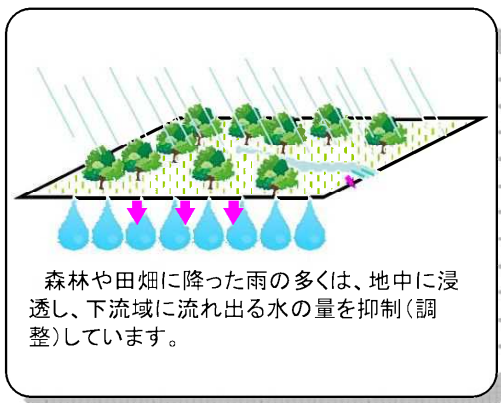 森林や田畑に降った雨の多くは、地中に浸
透し、下流域に流れ出る水の量を抑制（調
整）しています。